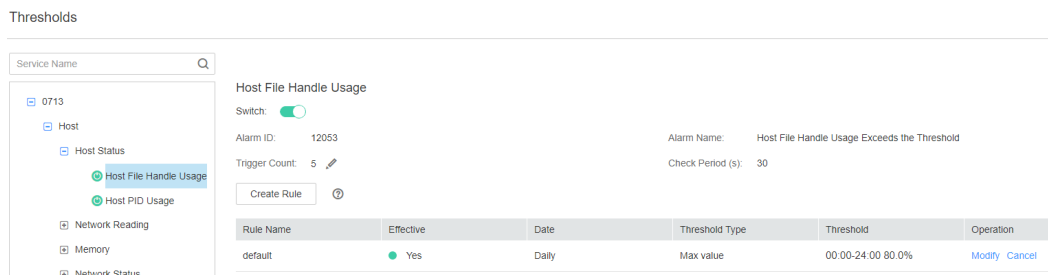 Thresholds
Service Name
0713
Host
Host Status
Host File Handle Usage
Host PID Usage
Network Reading
Memory
Network Status
Host File Handle Usage
Switch:
Alarm ID: 12053 Alarm Name: Host File Handle Usage Exceeds the Threshold
Trigger Count: 5 Check Period (s): 30
Create Rule ?
Rule Name Effective Date Threshold Type Threshold Operation
default Yes Daily Max value 00:00-24:00 80.0% Modify Cancel